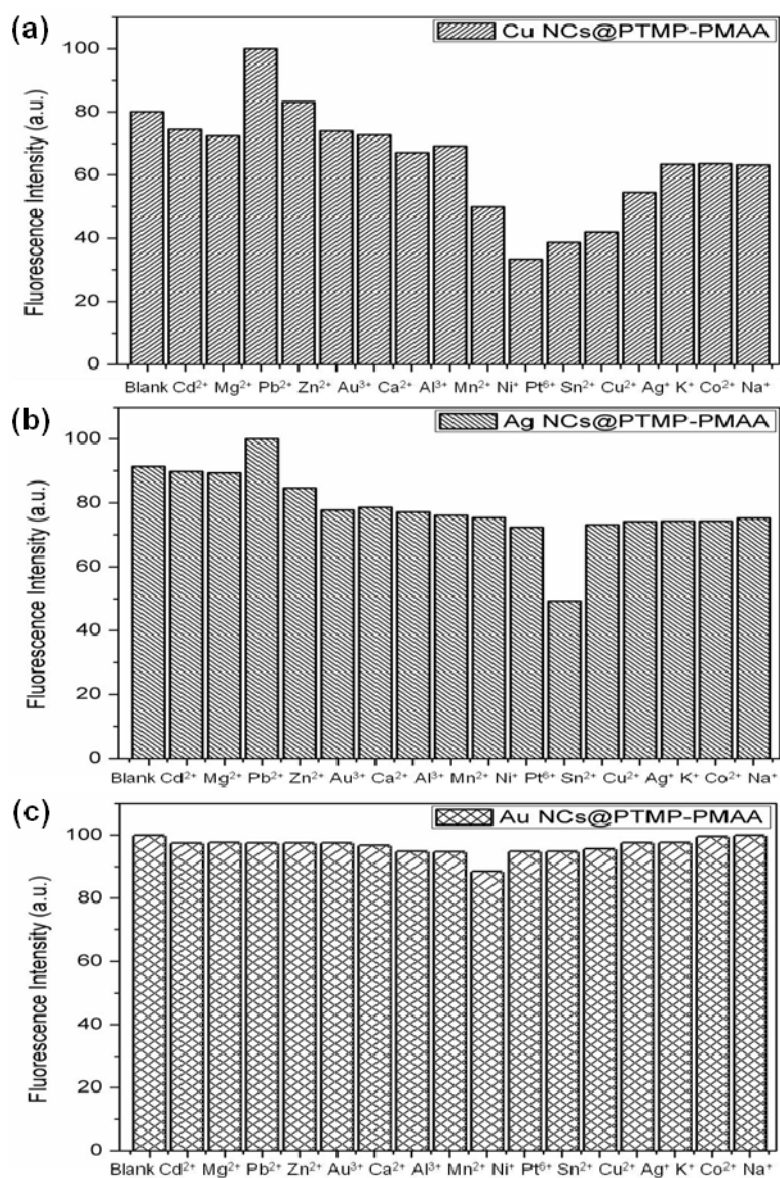 (a)
Cu NCs@PTMP-PMAA
Fluorescence Intensity (a.u.)
100
80
60
40
20
0
Blank Cd²⁺ Mg²⁺ Pb²⁺ Zn²⁺ Au³⁺ Ca²⁺ Al³⁺ Mn²⁺ Ni⁺ Pt⁶⁺ Sn²⁺ Cu²⁺ Ag⁺ K⁺ Co²⁺ Na⁺
(b)
Ag NCs@PTMP-PMAA
Fluorescence Intensity (a.u.)
100
80
60
40
20
0
Blank Cd²⁺ Mg²⁺ Pb²⁺ Zn²⁺ Au³⁺ Ca²⁺ Al³⁺ Mn²⁺ Ni⁺ Pt⁶⁺ Sn²⁺ Cu²⁺ Ag⁺ K⁺ Co²⁺ Na⁺
(c)
Au NCs@PTMP-PMAA
Fluorescence Intensity (a.u.)
100
80
60
40
20
0
Blank Cd²⁺ Mg²⁺ Pb²⁺ Zn²⁺ Au³⁺ Ca²⁺ Al³⁺ Mn²⁺ Ni⁺ Pt⁶⁺ Sn²⁺ Cu²⁺ Ag⁺ K⁺ Co²⁺ Na⁺